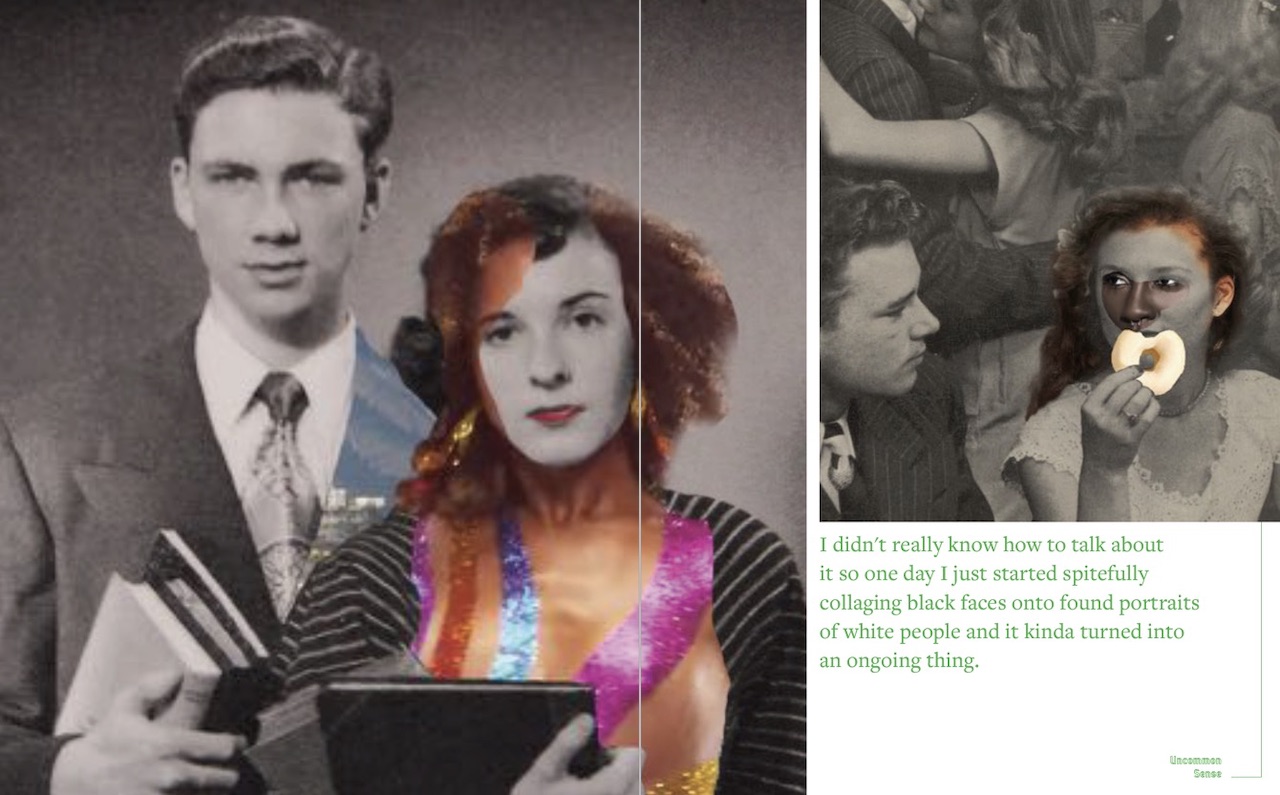 I didn't really know how to talk about
it so one day I just started spitefully
collaging black faces onto found portraits
of white people and it kinda turned into
an ongoing thing.
Uncommon
Sense